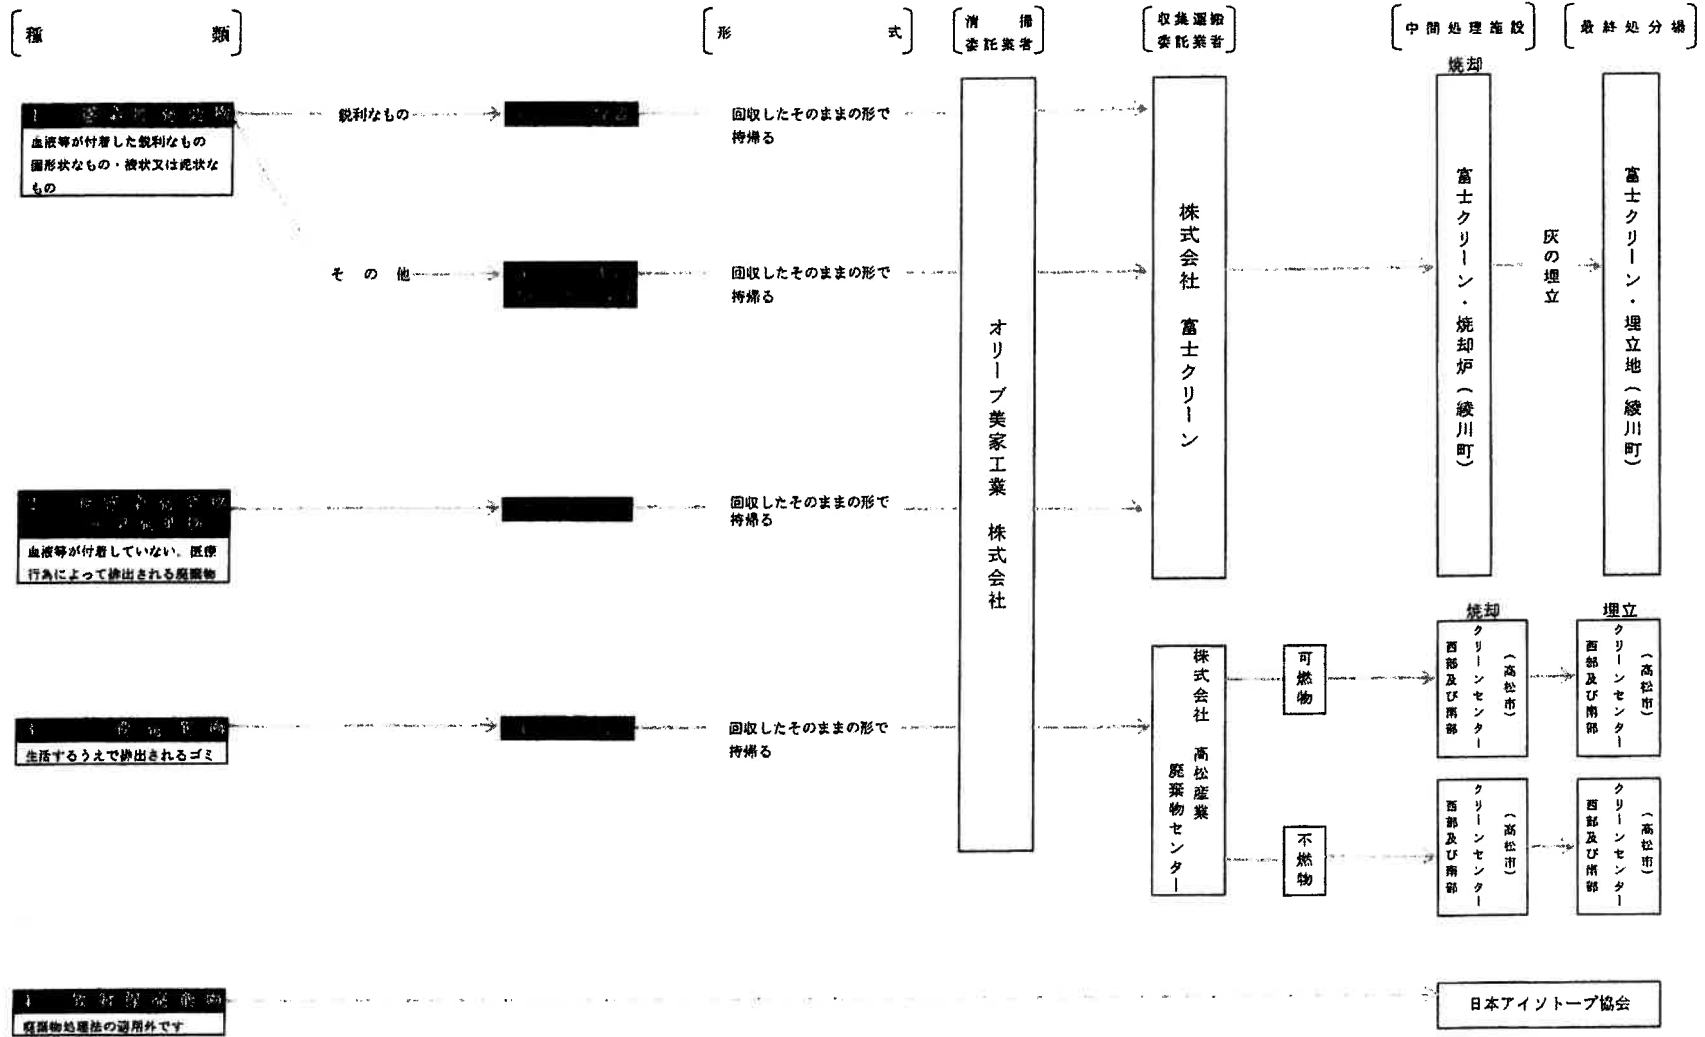 種類
形式
清掃
委託業者
収集運搬
委託業者
中間処理施設
最終処分場
焼却
1
血液等が付着した鋭利なもの
固形状なもの・液状又は泥状な
もの
鋭利なもの
回収したそのままの形で
持帰る
その他
回収したそのままの形で
持帰る
オリーブ美家工業 株式会社
株式会社 富士クリーン
富士クリーン・焼却炉(綾川町)
灰の埋立
富士クリーン・埋立地(綾川町)
2
血液等が付着していない、医療
行為によって排出される廃棄物
回収したそのままの形で
持帰る
生活するうえで排出されるゴミ
回収したそのままの形で
持帰る
株式会社 高松産業
廃棄物センター
可燃物
焼却
(高松市)
クリーンセンター
西部及び南部
埋立
(高松市)
クリーンセンター
西部及び南部
不燃物
(高松市)
クリーンセンター
西部及び南部
(高松市)
クリーンセンター
西部及び南部
4 放射性廃棄物
廃棄物処理法の適用外です
日本アイソトープ協会